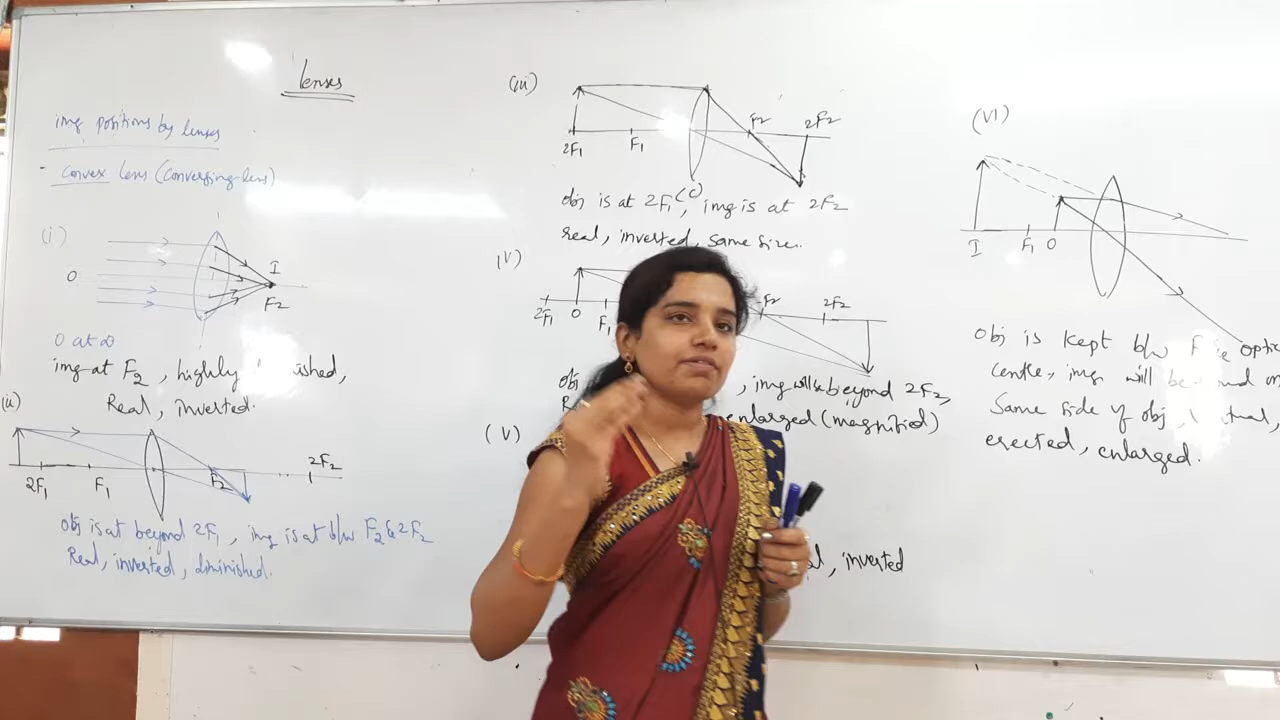 lenses
img positions by lenses
- Convex lens (Converging lens)
(i)
O
I
F2
O at ∞
img at F2, highly
Real, inverted.
(ii)
2F1 F1 F2 2F2
obj is at beyond 2F1, img is at b/w F2 & 2F2
Real, inverted, diminished.
(iii)
2F1 F1 F2 2F2
obj is at 2F1(C), img is at 2F2
real, inverted, same size.
(V)
2F1 O F1 F2 2F2
obj , img will be beyond 2F2,
enlarged (magnified)
(V)
, inverted
(VI)
I F1 O
obj is kept b/w F
centre, img will be on
Same side of obj,
erected, enlarged.